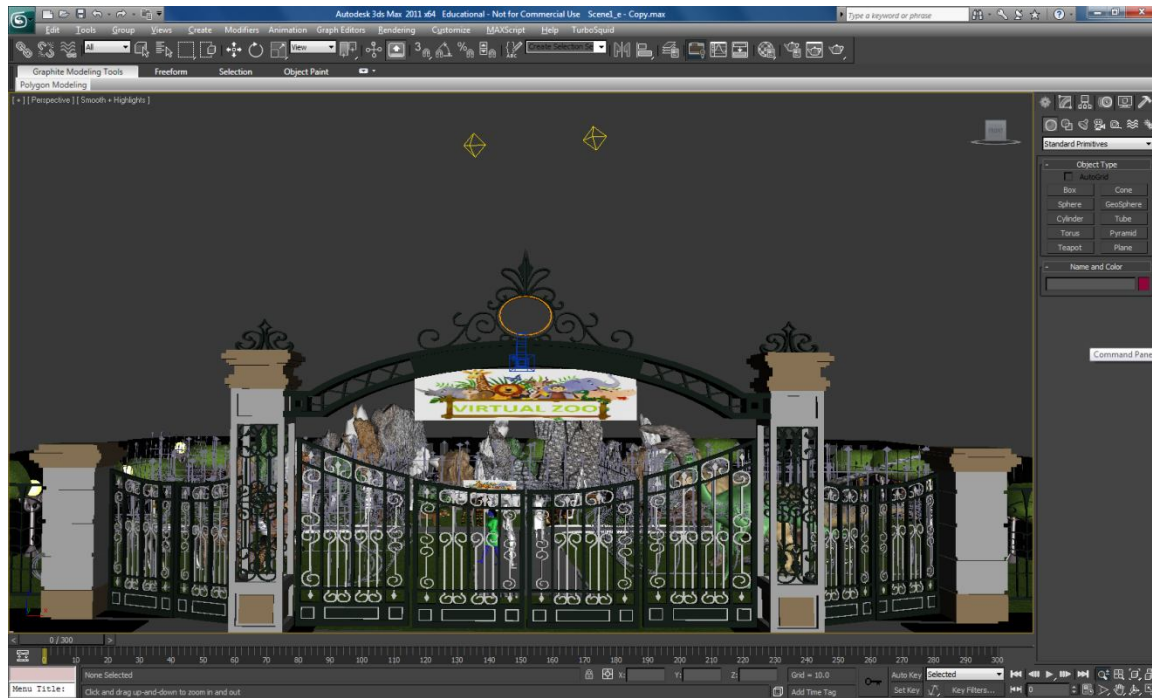 Autodesk 3ds Max 2011 x64 Educational - Not for Commercial Use Scene1_e - Copy.max
Type a keyword or phrase
Edit Tools Group Views Create Modifiers Animation Graph Editors Rendering Customize MAXScript Help TurboSquid
All
View
3
Create Selection Se
Graphite Modeling Tools Freeform Selection Object Paint
Polygon Modeling
[ + ] [ Perspective ] [ Smooth + Highlights ]
Standard Primitives
- Object Type
AutoGrid
Box Cone
Sphere GeoSphere
Cylinder Tube
Torus Pyramid
Teapot Plane
- Name and Color
Command Pane
VIRTUAL ZOO
< 0 / 300 >
0 10 20 30 40 50 60 70 80 90 100 110 120 130 140 150 160 170 180 190 200 210 220 230 240 250 260 270 280 290 300
None Selected X: Y: Z: Grid = 10.0 Auto Key Selected
Menu Title: Click and drag up-and-down to zoom in and out Add Time Tag Set Key Key Filters... 0